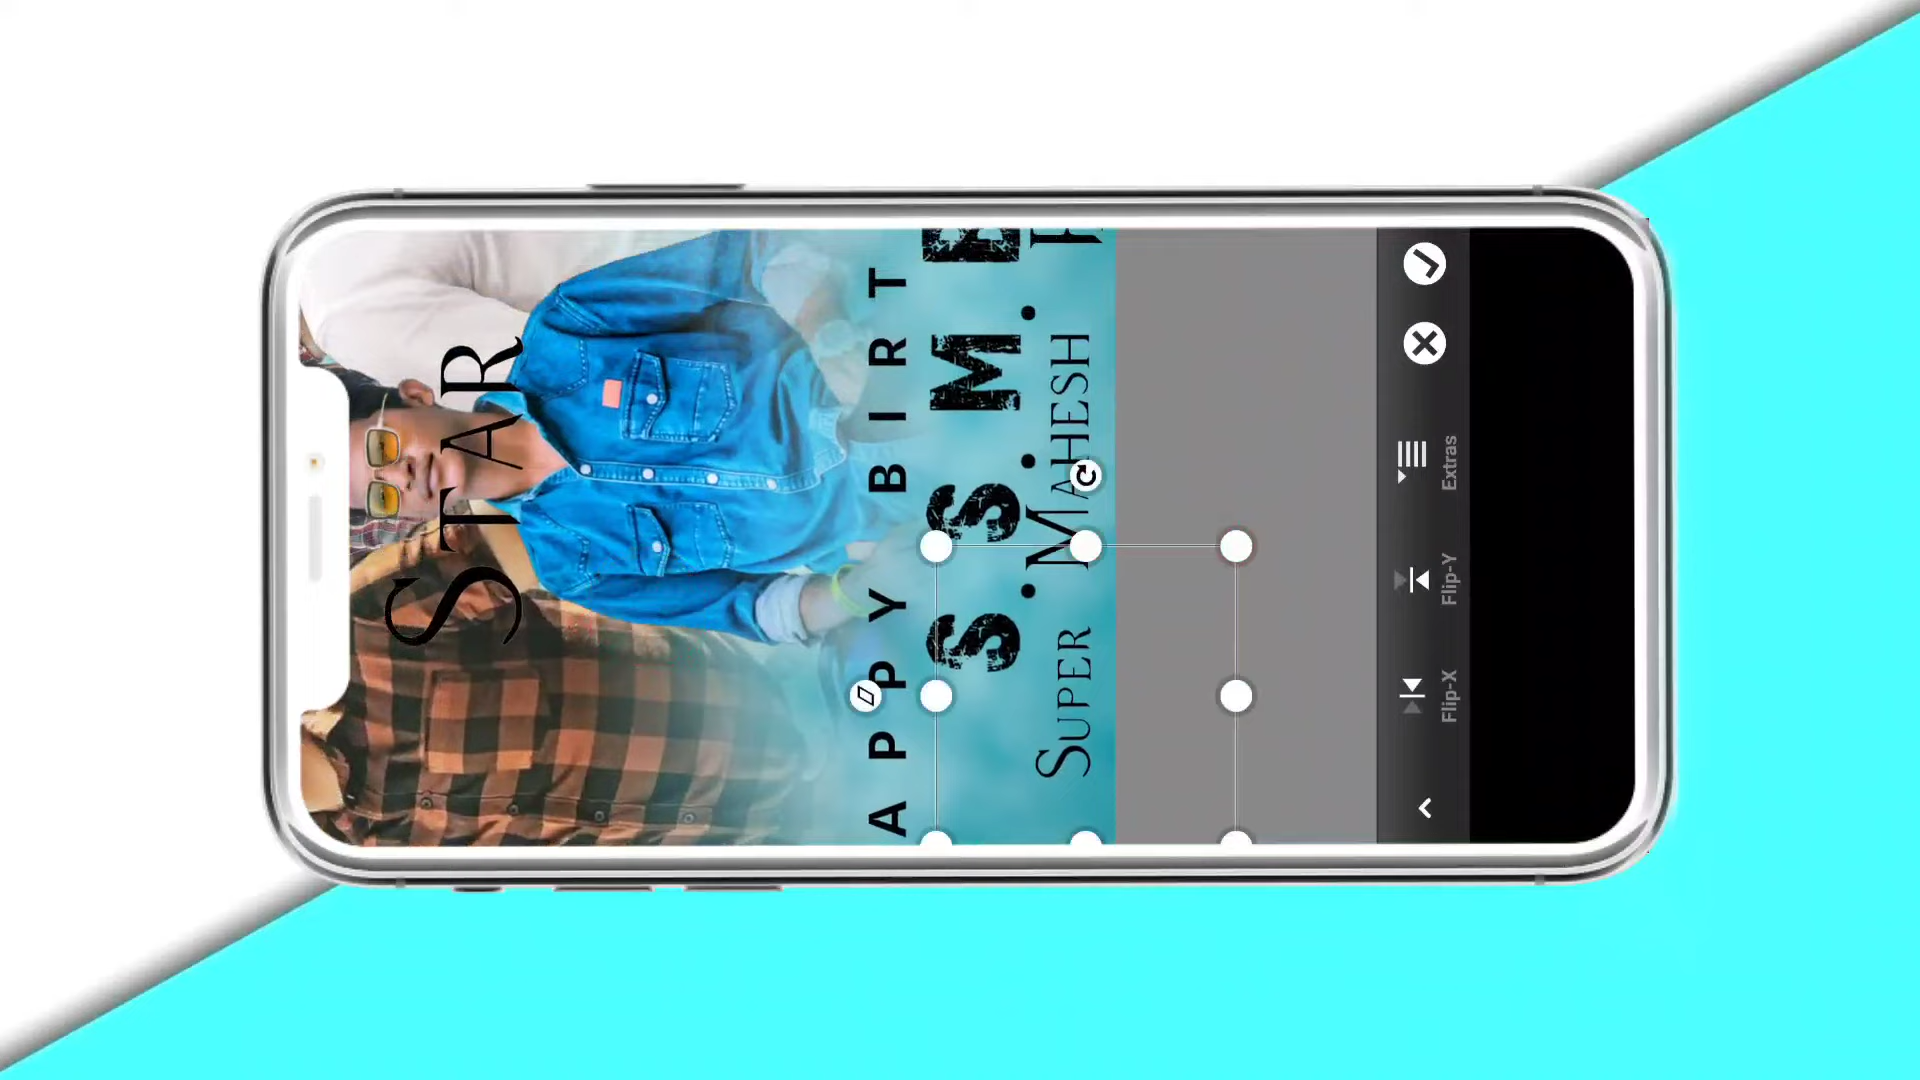 STAR
APPY BIRT
S.S.M.
SUPER MAHESH
Flip-X Flip-Y Extras